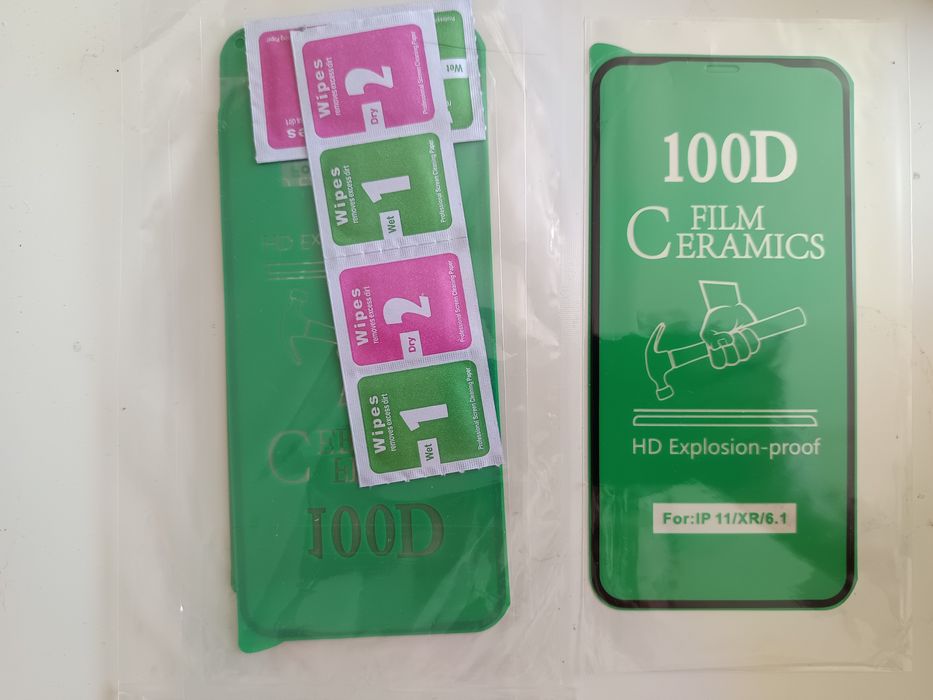 Wipes
removes excess dirt
Dry 2
Professional Screen Cleaning Paper
Wipes
removes excess dirt
Wet 1
Professional Screen Cleaning Paper
Wipes
removes excess dirt
Dry 2
Professional Screen Cleaning Paper
Wipes
removes excess dirt
Wet 1
Professional Screen Cleaning Paper
Wet
100D
100D
FILM
CERAMICS
HD Explosion-proof
For:IP 11/XR/6.1